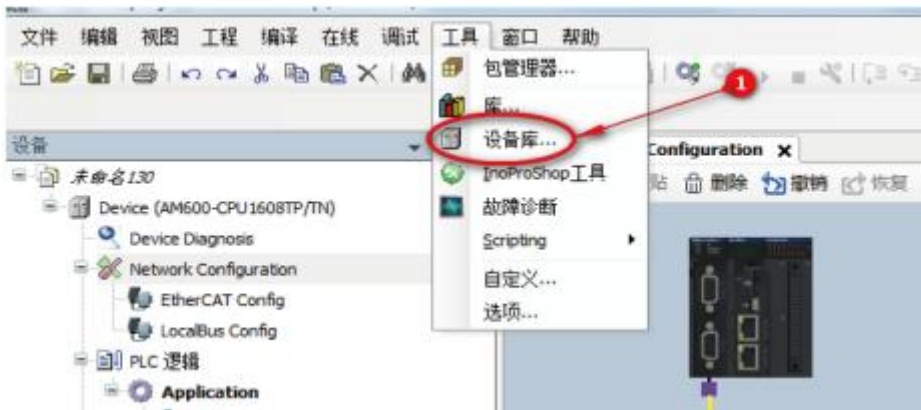 文件 编辑 视图 工程 编译 在线 调试 工具 窗口 帮助
包管理器...
库...
1
设备库...
设备
Configuration
InoProShop工具
贴 删除 撤销 恢复
未命名130
故障诊断
Device (AM600-CPU1608TP/TN)
Scripting
Device Diagnosis
Network Configuration
自定义...
EtherCAT Config
选项...
LocalBus Config
PLC 逻辑
Application